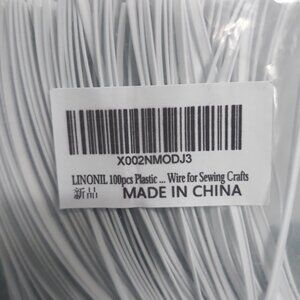 X002NMODJ3
LINONIL 100pcs Plastic ... Wire for Sewing Crafts
新品 MADE IN CHINA